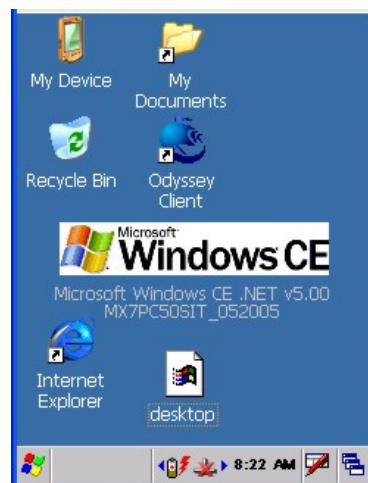 My Device
My
Documents
Recycle Bin
Odyssey
Client
Microsoft
Windows CE
Microsoft Windows CE .NET v5.00
MX7PC50SIT_052005
Internet
Explorer
desktop
8:22 AM